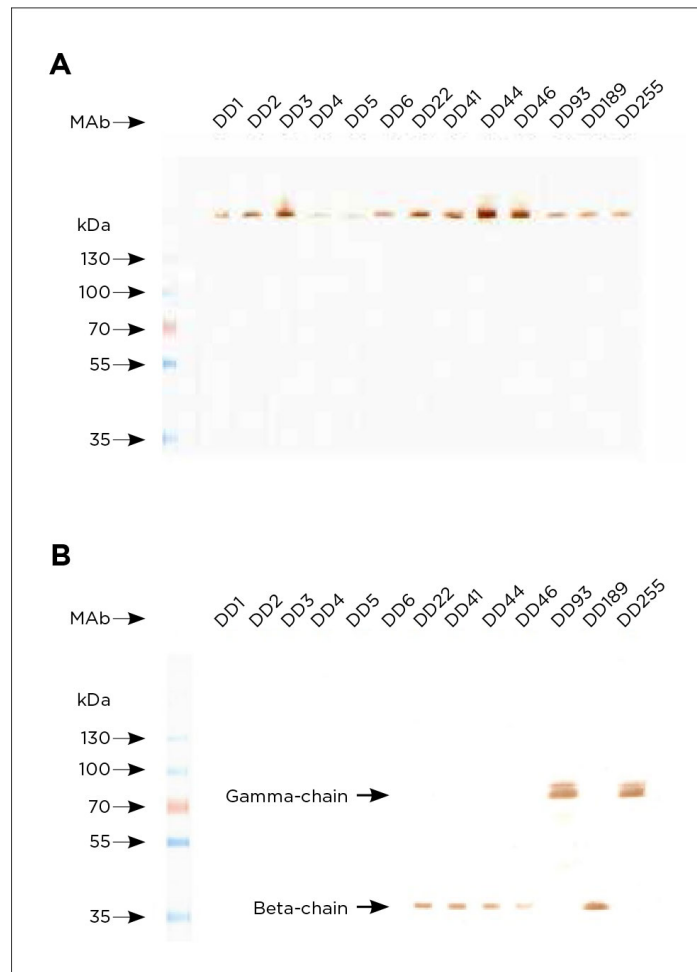 A
MAb
DD1 DD2 DD3 DD4 DD5 DD6 DD22 DD41 DD44 DD46 DD93 DD189 DD255
kDa
130
100
70
55
35
B
MAb
DD1 DD2 DD3 DD4 DD5 DD6 DD22 DD41 DD44 DD46 DD93 DD189 DD255
kDa
130
100
Gamma-chain
70
55
Beta-chain
35